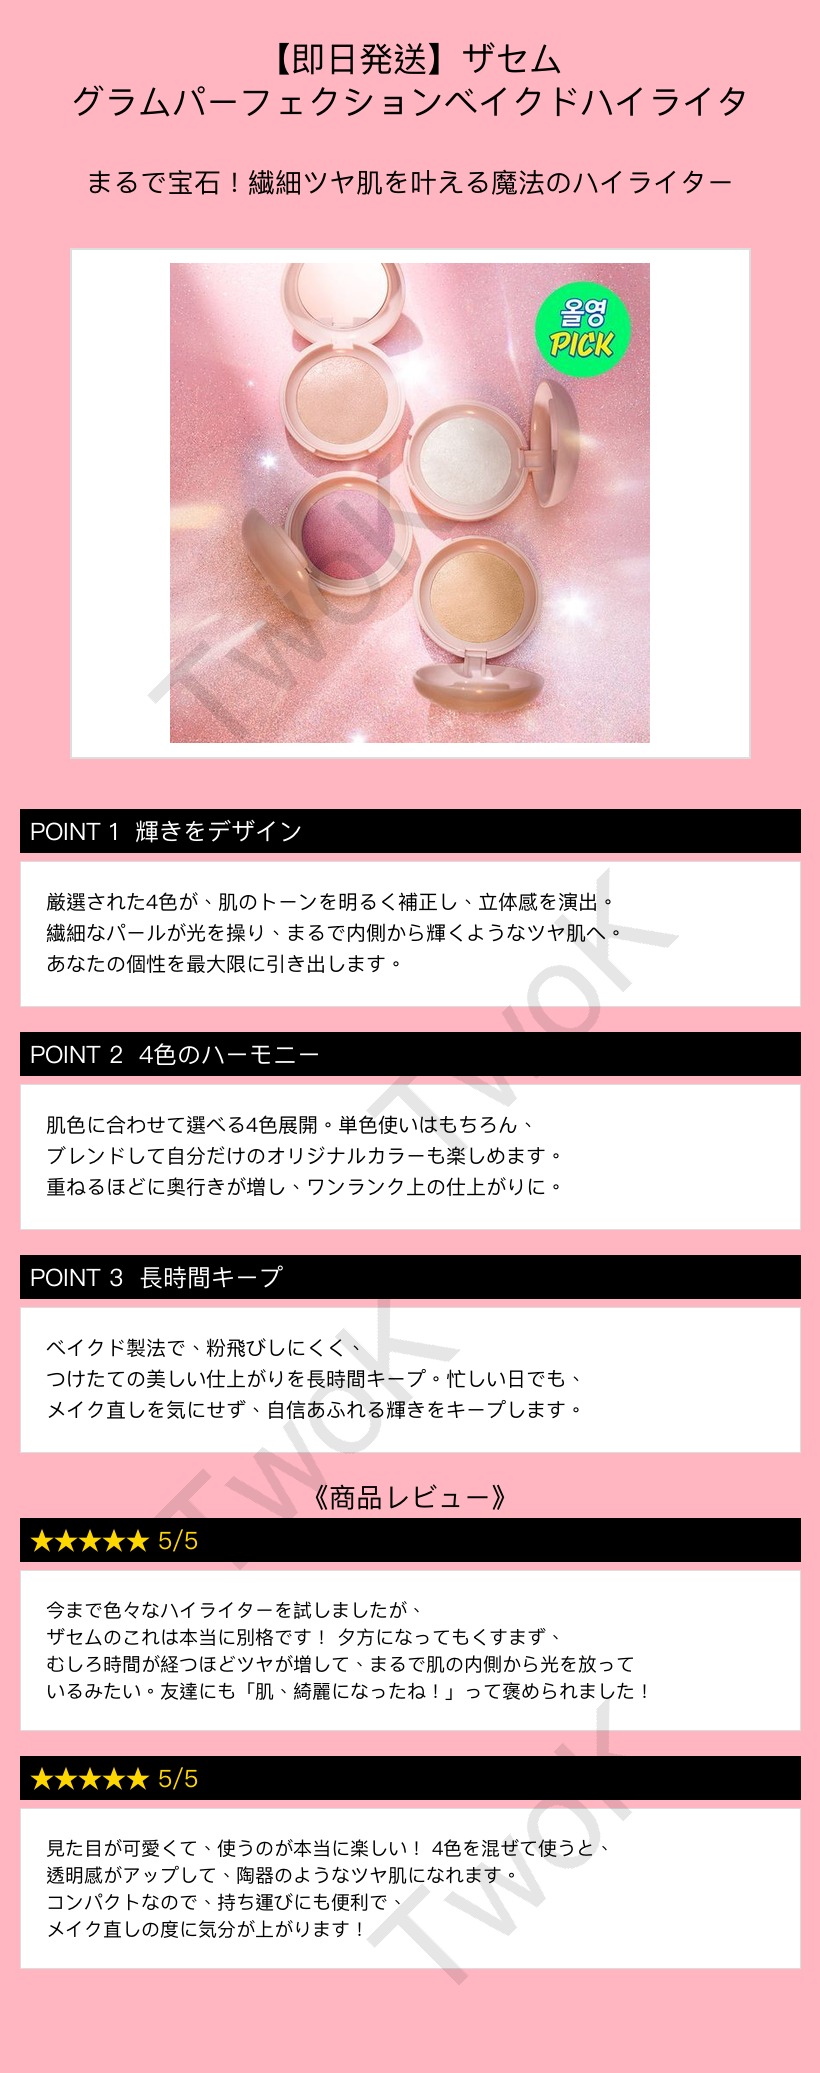 【即日発送】ザセム
グラムパーフェクションベイクドハイライタ
まるで宝石！繊細ツヤ肌を叶える魔法のハイライター
올영
PICK
TwoK
POINT 1 輝きをデザイン
厳選された4色が、肌のトーンを明るく補正し、立体感を演出。
繊細なパールが光を操り、まるで内側から輝くようなツヤ肌へ。
あなたの個性を最大限に引き出します。
TwoK
POINT 2 4色のハーモニー
肌色に合わせて選べる4色展開。単色使いはもちろん、
ブレンドして自分だけのオリジナルカラーも楽しめます。
重ねるほどに奥行きが増し、ワンランク上の仕上がりに。
POINT 3 長時間キープ
ベイクド製法で、粉飛びしにくく、
つけたての美しい仕上がりを長時間キープ。忙しい日でも、
メイク直しを気にせず、自信あふれる輝きをキープします。
TwoK
《商品レビュー》
★★★★★ 5/5
今まで色々なハイライターを試しましたが、
ザセムのこれは本当に別格です！ 夕方になってもくすまず、
むしろ時間が経つほどツヤが増して、まるで肌の内側から光を放って
いるみたい。友達にも「肌、綺麗になったね！」って褒められました！
★★★★★ 5/5
見た目が可愛くて、使うのが本当に楽しい！ 4色を混ぜて使うと、
透明感がアップして、陶器のようなツヤ肌になれます。
コンパクトなので、持ち運びにも便利で、
メイク直しの度に気分が上がります！
TwoK